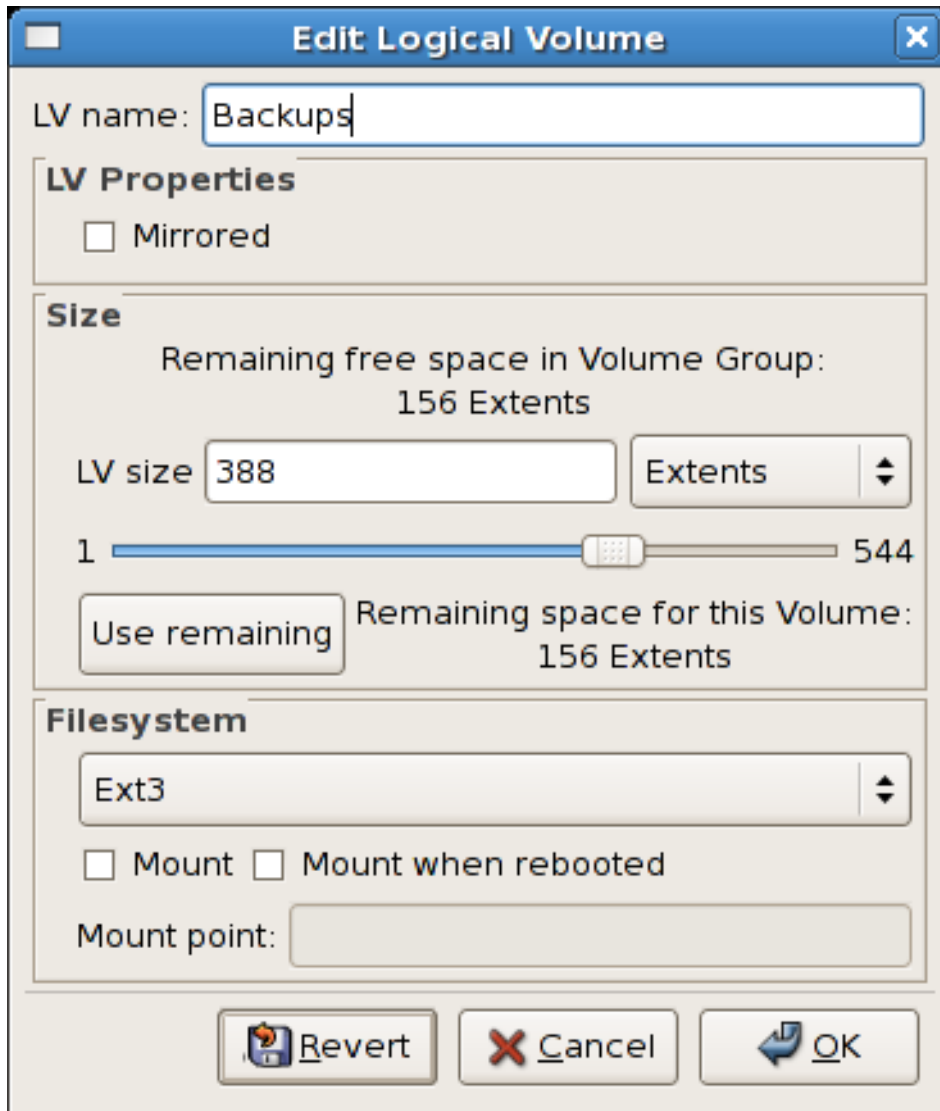 Edit Logical Volume
LV name: Backups
LV Properties
Mirrored
Size
Remaining free space in Volume Group:
156 Extents
LV size 388 Extents
1 544
Use remaining Remaining space for this Volume:
156 Extents
Filesystem
Ext3
Mount Mount when rebooted
Mount point:
Revert Cancel OK